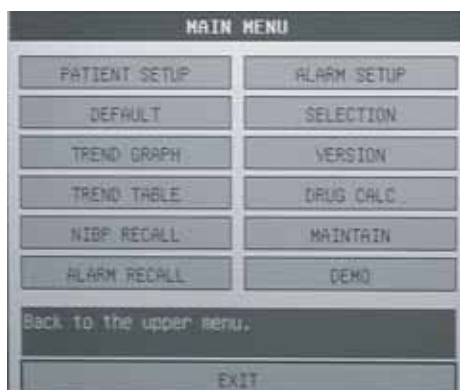 MAIN MENU
PATIENT SETUP ALARM SETUP
DEFAULT SELECTION
TREND GRAPH VERSION
TREND TABLE DRUG CALC
NIBP RECALL MAINTAIN
ALARM RECALL DEMO
Back to the upper menu.
EXIT